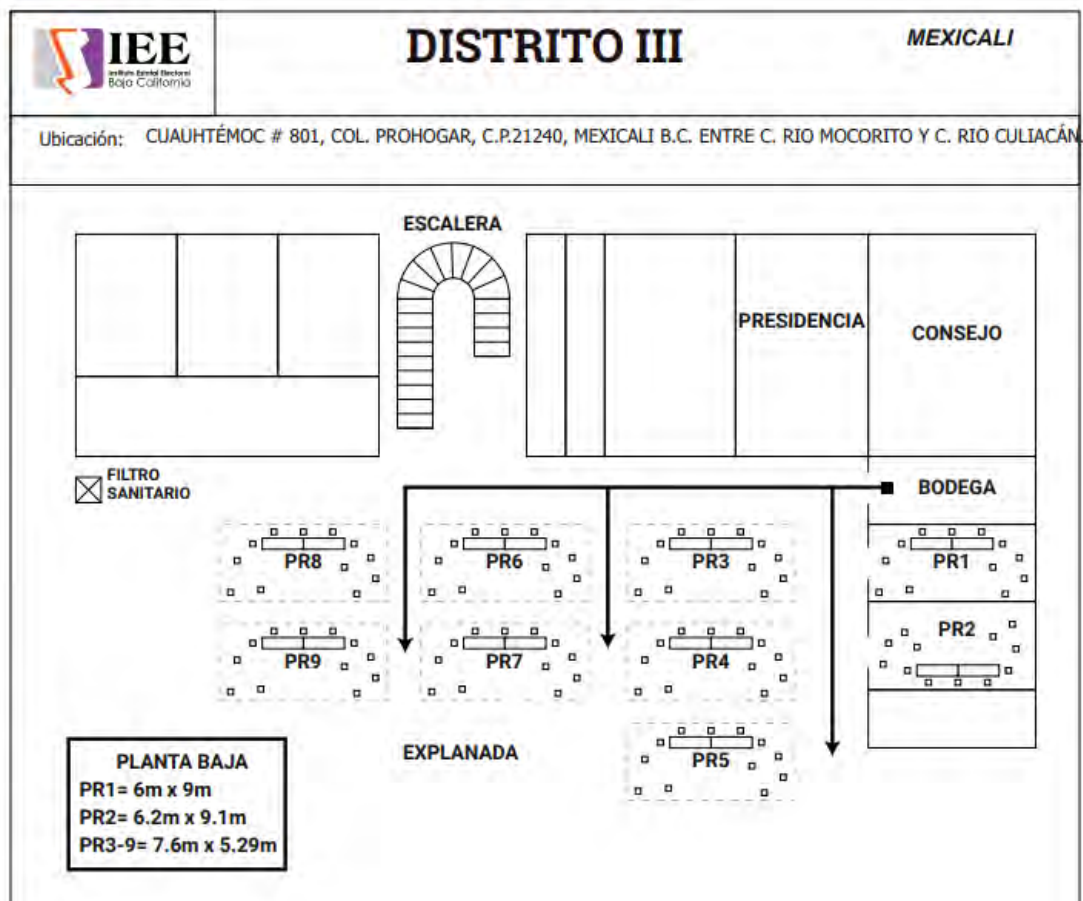 IEE
Instituto Estatal Electoral
Baja California
DISTRITO III
MEXICALI
Ubicación: CUAUHTÉMOC # 801, COL. PROHOGAR, C.P.21240, MEXICALI B.C. ENTRE C. RIO MOCORITO Y C. RIO CULIACÁN.
ESCALERA
PRESIDENCIA
CONSEJO
FILTRO
SANITARIO
BODEGA
PR8
PR6
PR3
PR1
PR9
PR7
PR4
PR2
EXPLANADA
PR5
PLANTA BAJA
PR1= 6m x 9m
PR2= 6.2m x 9.1m
PR3-9= 7.6m x 5.29m